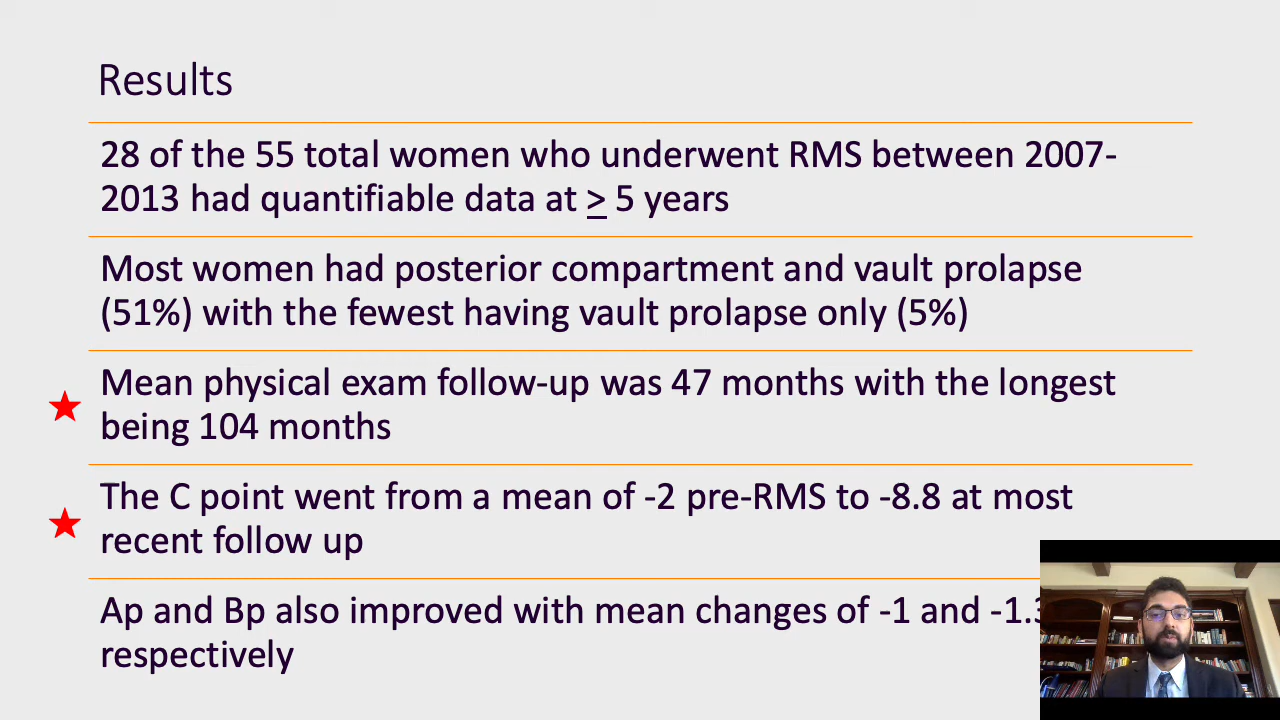 Results
28 of the 55 total women who underwent RMS between 2007-
2013 had quantifiable data at ≥ 5 years
Most women had posterior compartment and vault prolapse
(51%) with the fewest having vault prolapse only (5%)
Mean physical exam follow-up was 47 months with the longest
being 104 months
The C point went from a mean of -2 pre-RMS to -8.8 at most
recent follow up
Ap and Bp also improved with mean changes of -1 and
respectively